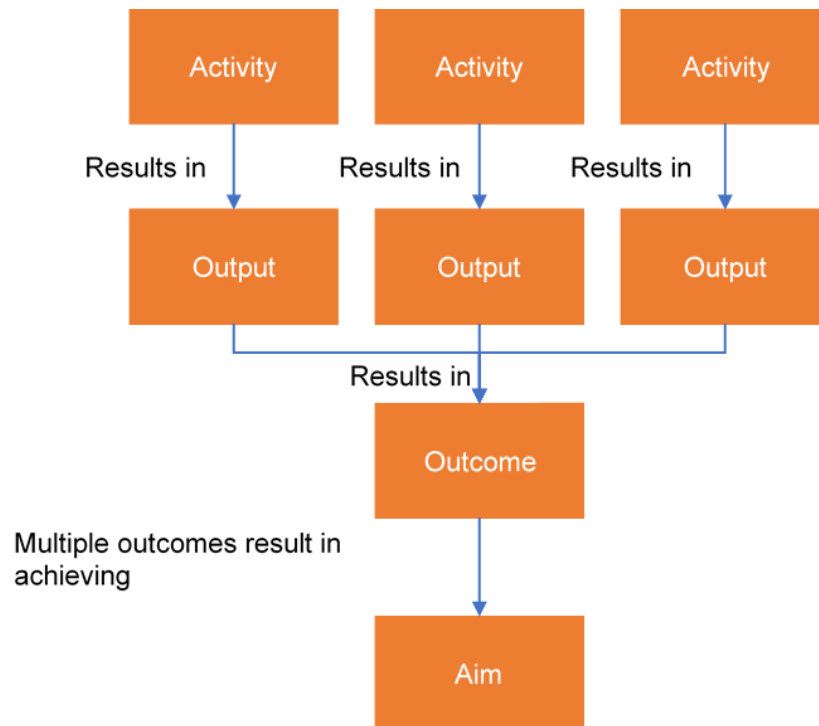 Activity
Activity
Activity
Results in
Results in
Results in
Output
Output
Output
Results in
Outcome
Multiple outcomes result in
achieving
Aim